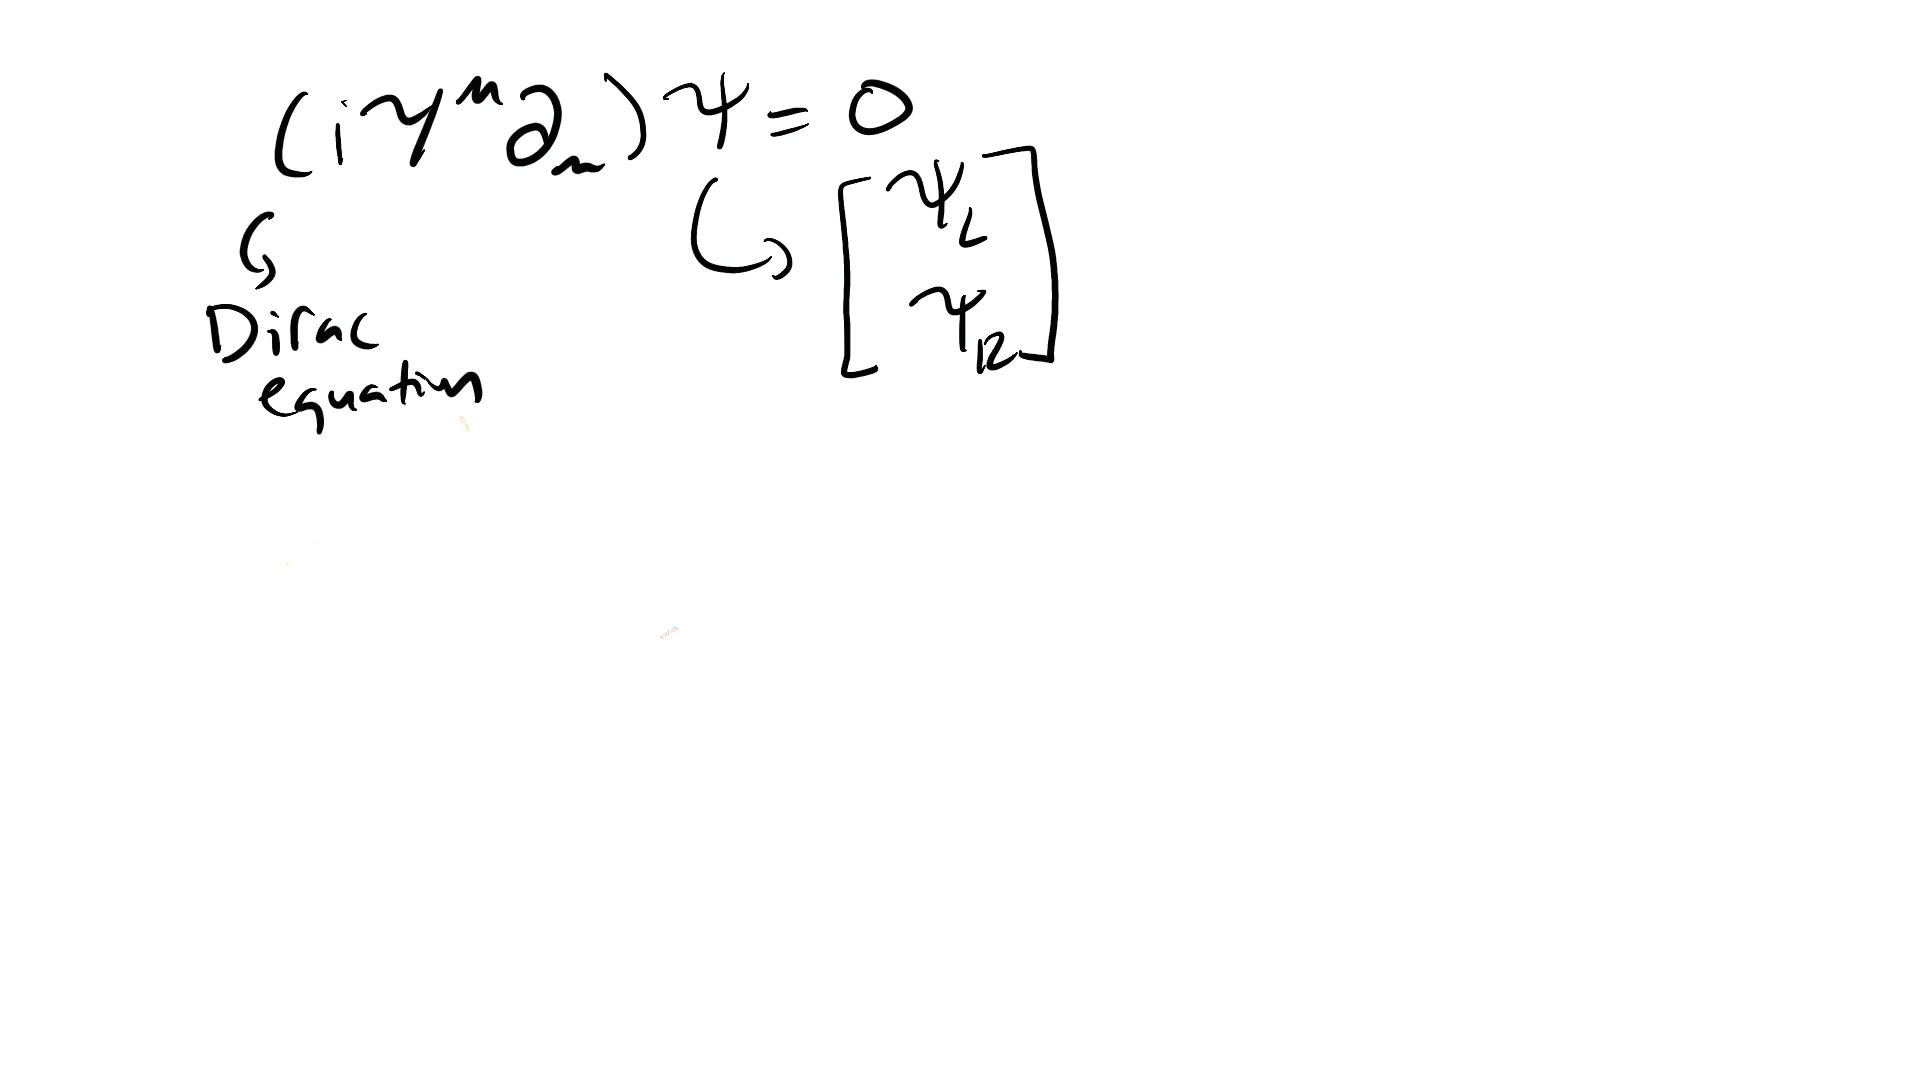 (iγ^μ ∂_μ)ψ = 0
[ψ_L
ψ_R]
Dirac
equation